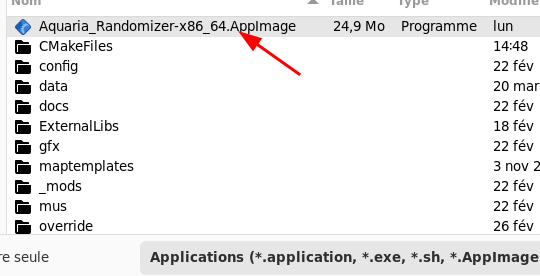 Nom Taille Type Modifié
Aquaria_Randomizer-x86_64.AppImage 24,9 Mo Programme lun
CMakeFiles 14:48
config 22 fév
data 20 mar
docs 22 fév
ExternalLibs 18 fév
gfx 22 fév
maptemplates 3 nov 2
_mods 22 fév
mus 22 fév
override 26 fév
re seule Applications (*.application, *.exe, *.sh, *.AppImage